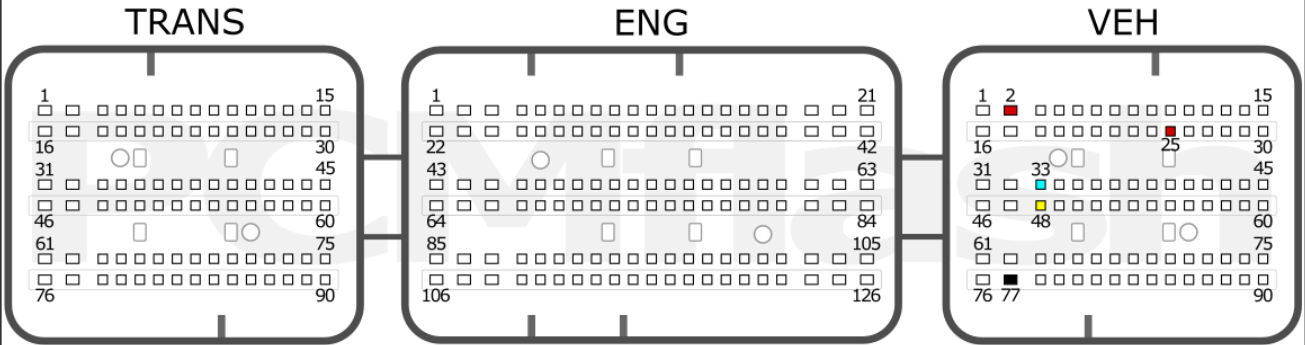 TRANS ENG VEH
1 15 1 21 1 2 15
16 30 22 42 16 25 30
31 45 43 63 31 33 45
46 60 64 84 46 48 60
61 75 85 105 61 75
76 90 106 126 76 77 90
PCMflash